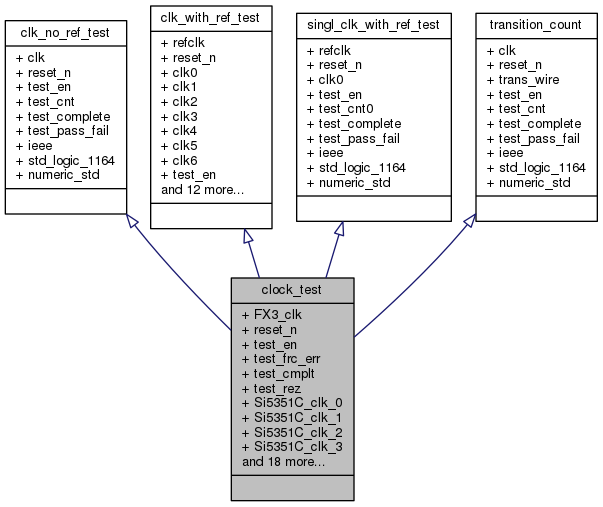 clk_no_ref_test
+ clk
+ reset_n
+ test_en
+ test_cnt
+ test_complete
+ test_pass_fail
+ ieee
+ std_logic_1164
+ numeric_std
clk_with_ref_test
+ refclk
+ reset_n
+ clk0
+ clk1
+ clk2
+ clk3
+ clk4
+ clk5
+ clk6
+ test_en
and 12 more...
singl_clk_with_ref_test
+ refclk
+ reset_n
+ clk0
+ test_en
+ test_cnt0
+ test_complete
+ test_pass_fail
+ ieee
+ std_logic_1164
+ numeric_std
transition_count
+ clk
+ reset_n
+ trans_wire
+ test_en
+ test_cnt
+ test_complete
+ test_pass_fail
+ ieee
+ std_logic_1164
+ numeric_std
clock_test
+ FX3_clk
+ reset_n
+ test_en
+ test_frc_err
+ test_cmplt
+ test_rez
+ Si5351C_clk_0
+ Si5351C_clk_1
+ Si5351C_clk_2
+ Si5351C_clk_3
and 18 more...